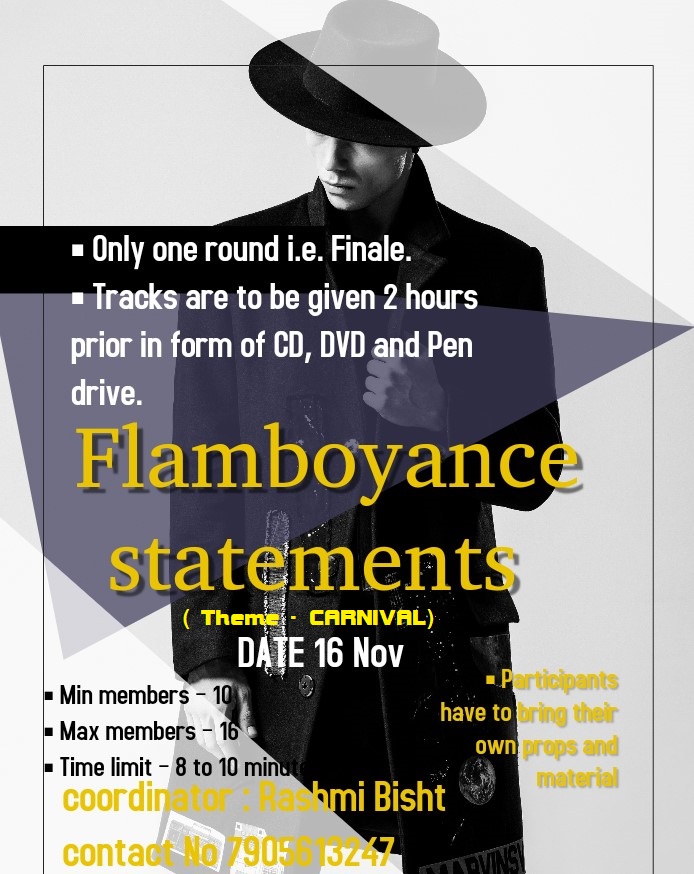 ▪ Only one round i.e. Finale.
▪ Tracks are to be given 2 hours
prior in form of CD, DVD and Pen
drive.
Flamboyance
statements
( Theme - CARNIVAL)
DATE 16 Nov
▪ Min members - 10
▪ Max members - 16
▪ Time limit - 8 to 10 minute
▪ Participants
have to bring their
own props and
material
coordinator : Rashmi Bisht
contact No 7905613247